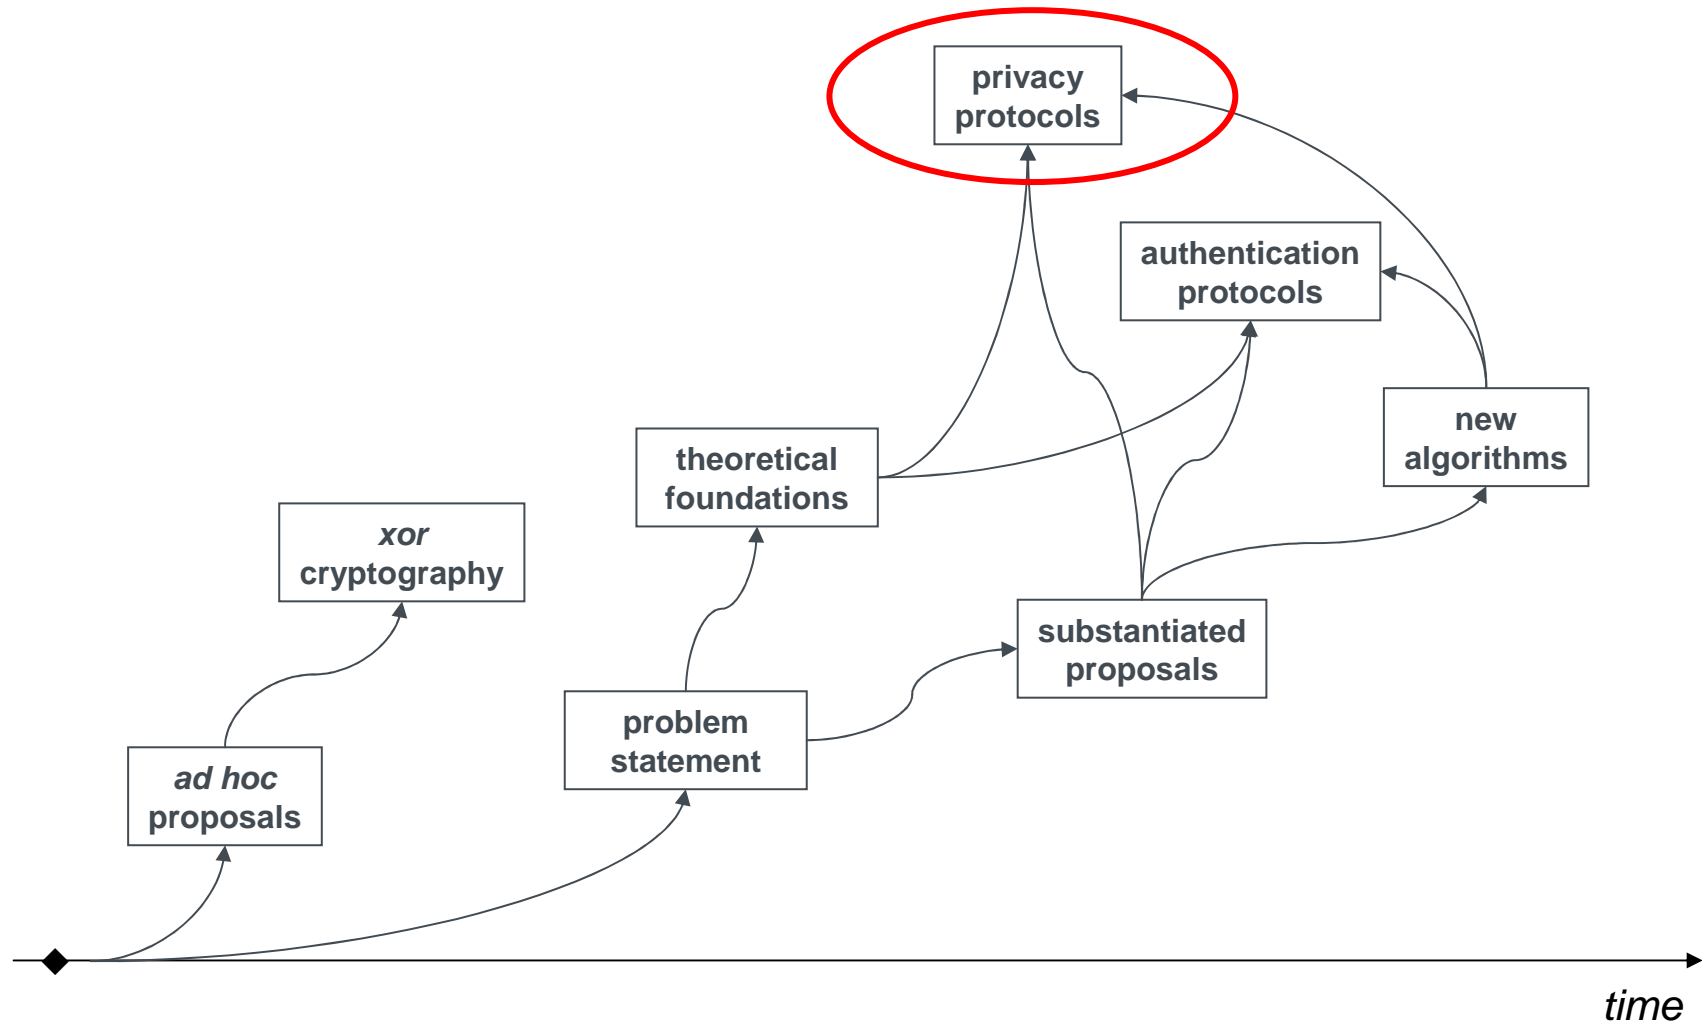 privacy
protocols
authentication
protocols
new
algorithms
theoretical
foundations
xor
cryptography
substantiated
proposals
problem
statement
ad hoc
proposals
time